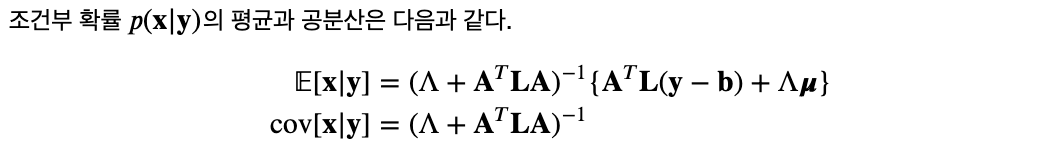 조건부 확률 p(x|y)의 평균과 공분산은 다음과 같다.
𝔼[x|y] = (Λ + AᵀLA)⁻¹{AᵀL(y − b) + Λμ}
cov[x|y] = (Λ + AᵀLA)⁻¹